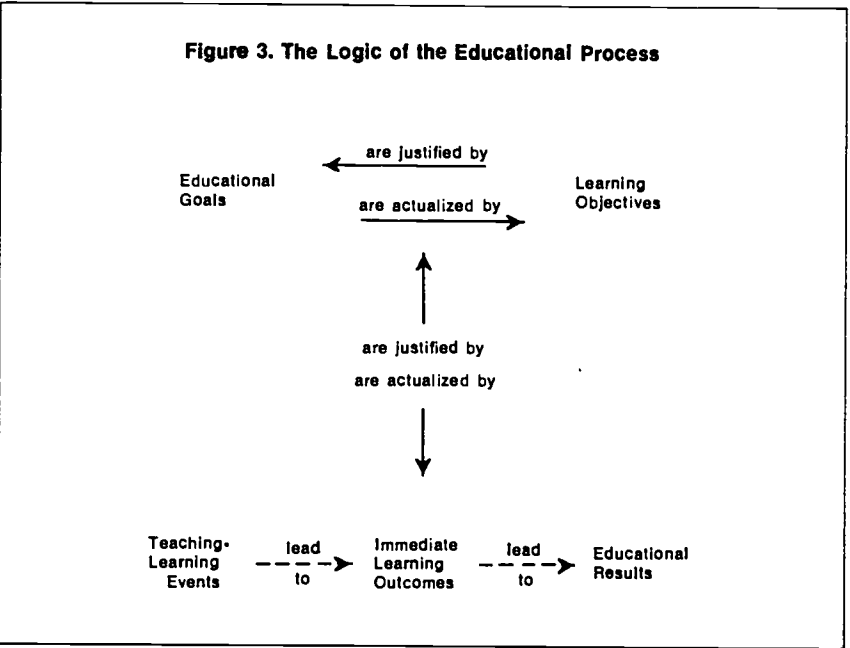 Figure 3. The Logic of the Educational Process
are justified by
Educational
Goals
Learning
Objectives
are actualized by
are justified by
are actualized by
Teaching-
Learning
Events
lead
to
Immediate
Learning
Outcomes
lead
to
Educational
Results